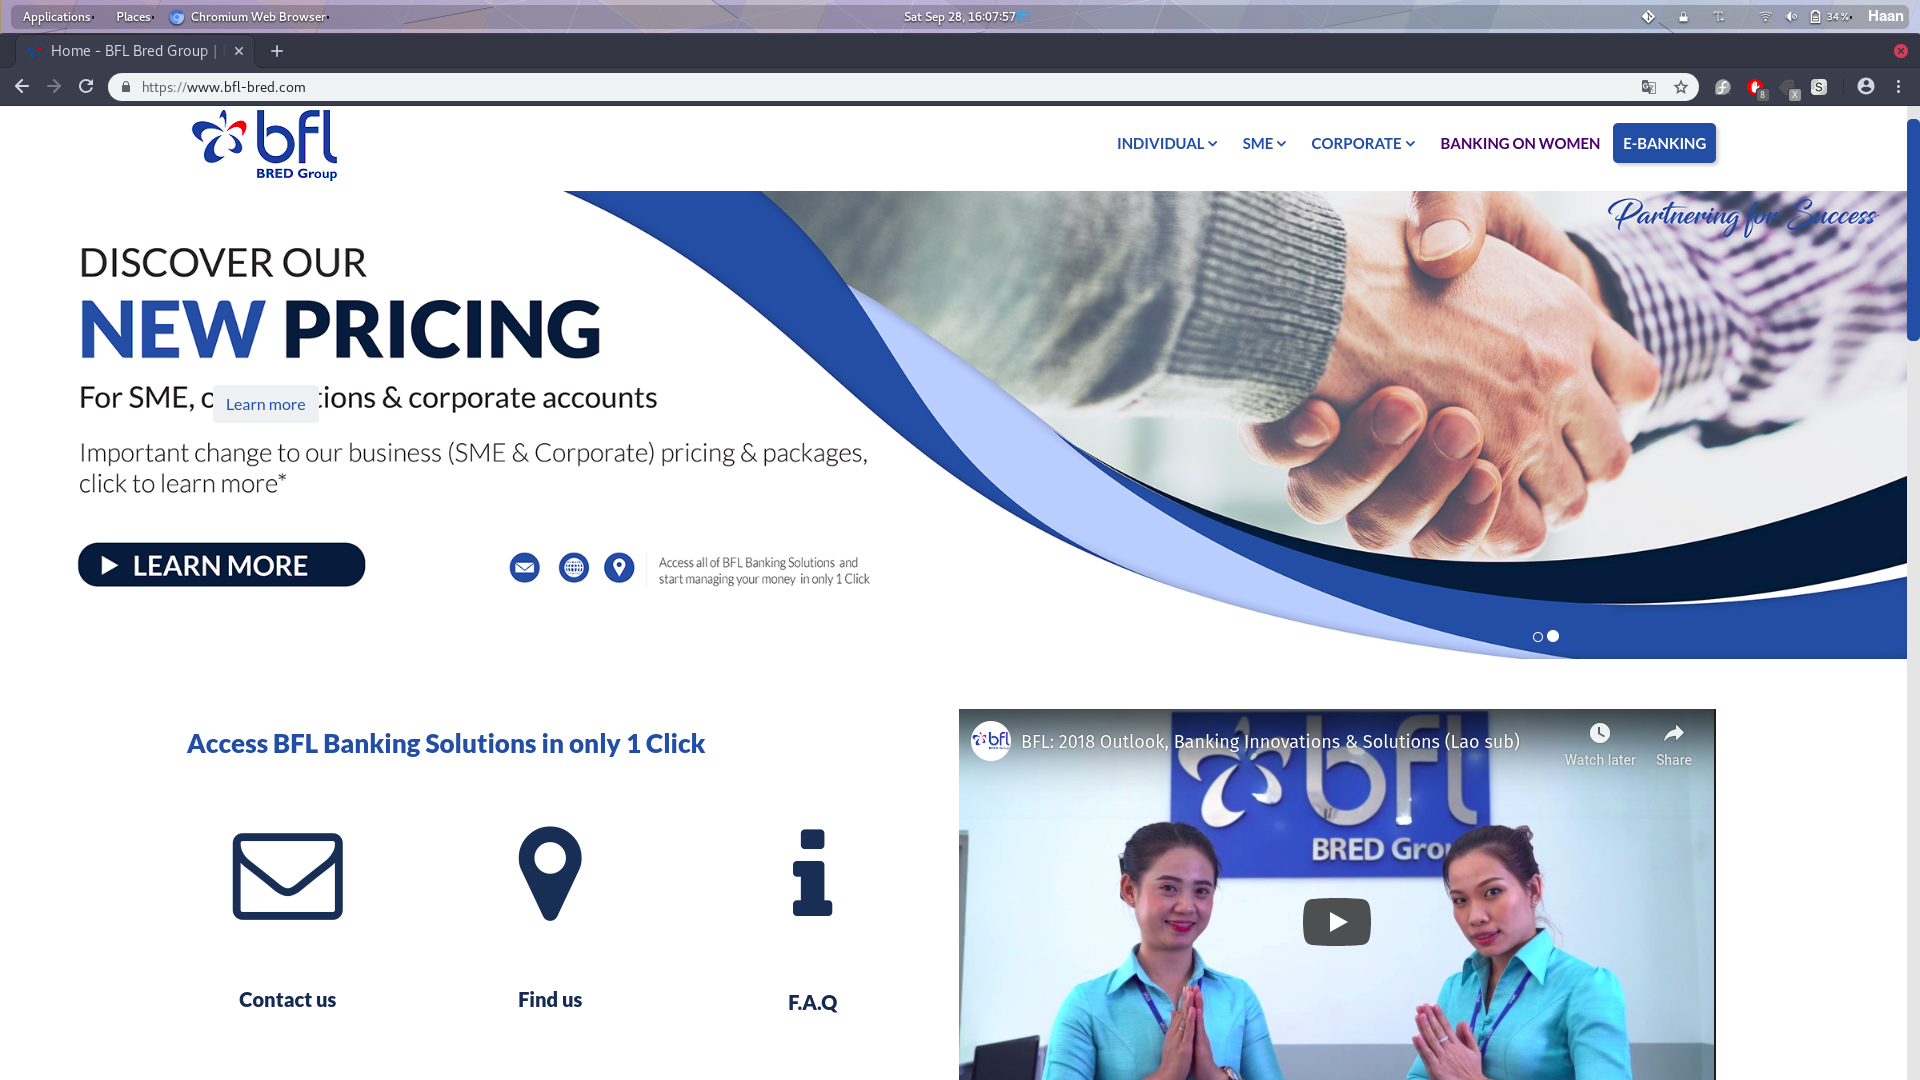 Applications
Places
Chromium Web Browser
Sat Sep 28, 16:07:57
34 %
Haan
Home - BFL Bred Group |
https://www.bfl-bred.com
8
X
S
bfl
BRED Group
INDIVIDUAL
SME
CORPORATE
BANKING ON WOMEN
E-BANKING
Partnering for Success
DISCOVER OUR
NEW PRICING
For SME, tions & corporate accounts
Learn more
Important change to our business (SME & Corporate) pricing & packages,
click to learn more*
LEARN MORE
Access all of BFL Banking Solutions and
start managing your money in only 1 Click
Access BFL Banking Solutions in only 1 Click
Contact us
Find us
F.A.Q
bfl
BFL: 2018 Outlook, Banking Innovations & Solutions (Lao sub)
Watch later
Share
bfl
BRED Grou